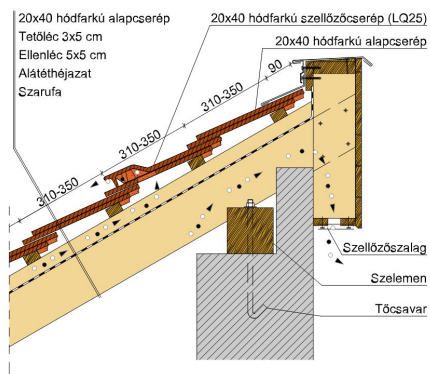 20x40 hódfarkú alapcserép
Tetőléc 3x5 cm
Ellenléc 5x5 cm
Alátéthéjazat
Szarufa
20x40 hódfarkú szellőzőcserép (LQ25)
20x40 hódfarkú alapcserép
90
310-350
310-350
310-350
Szellőzőszalag
Szelemen
Tőcsavar